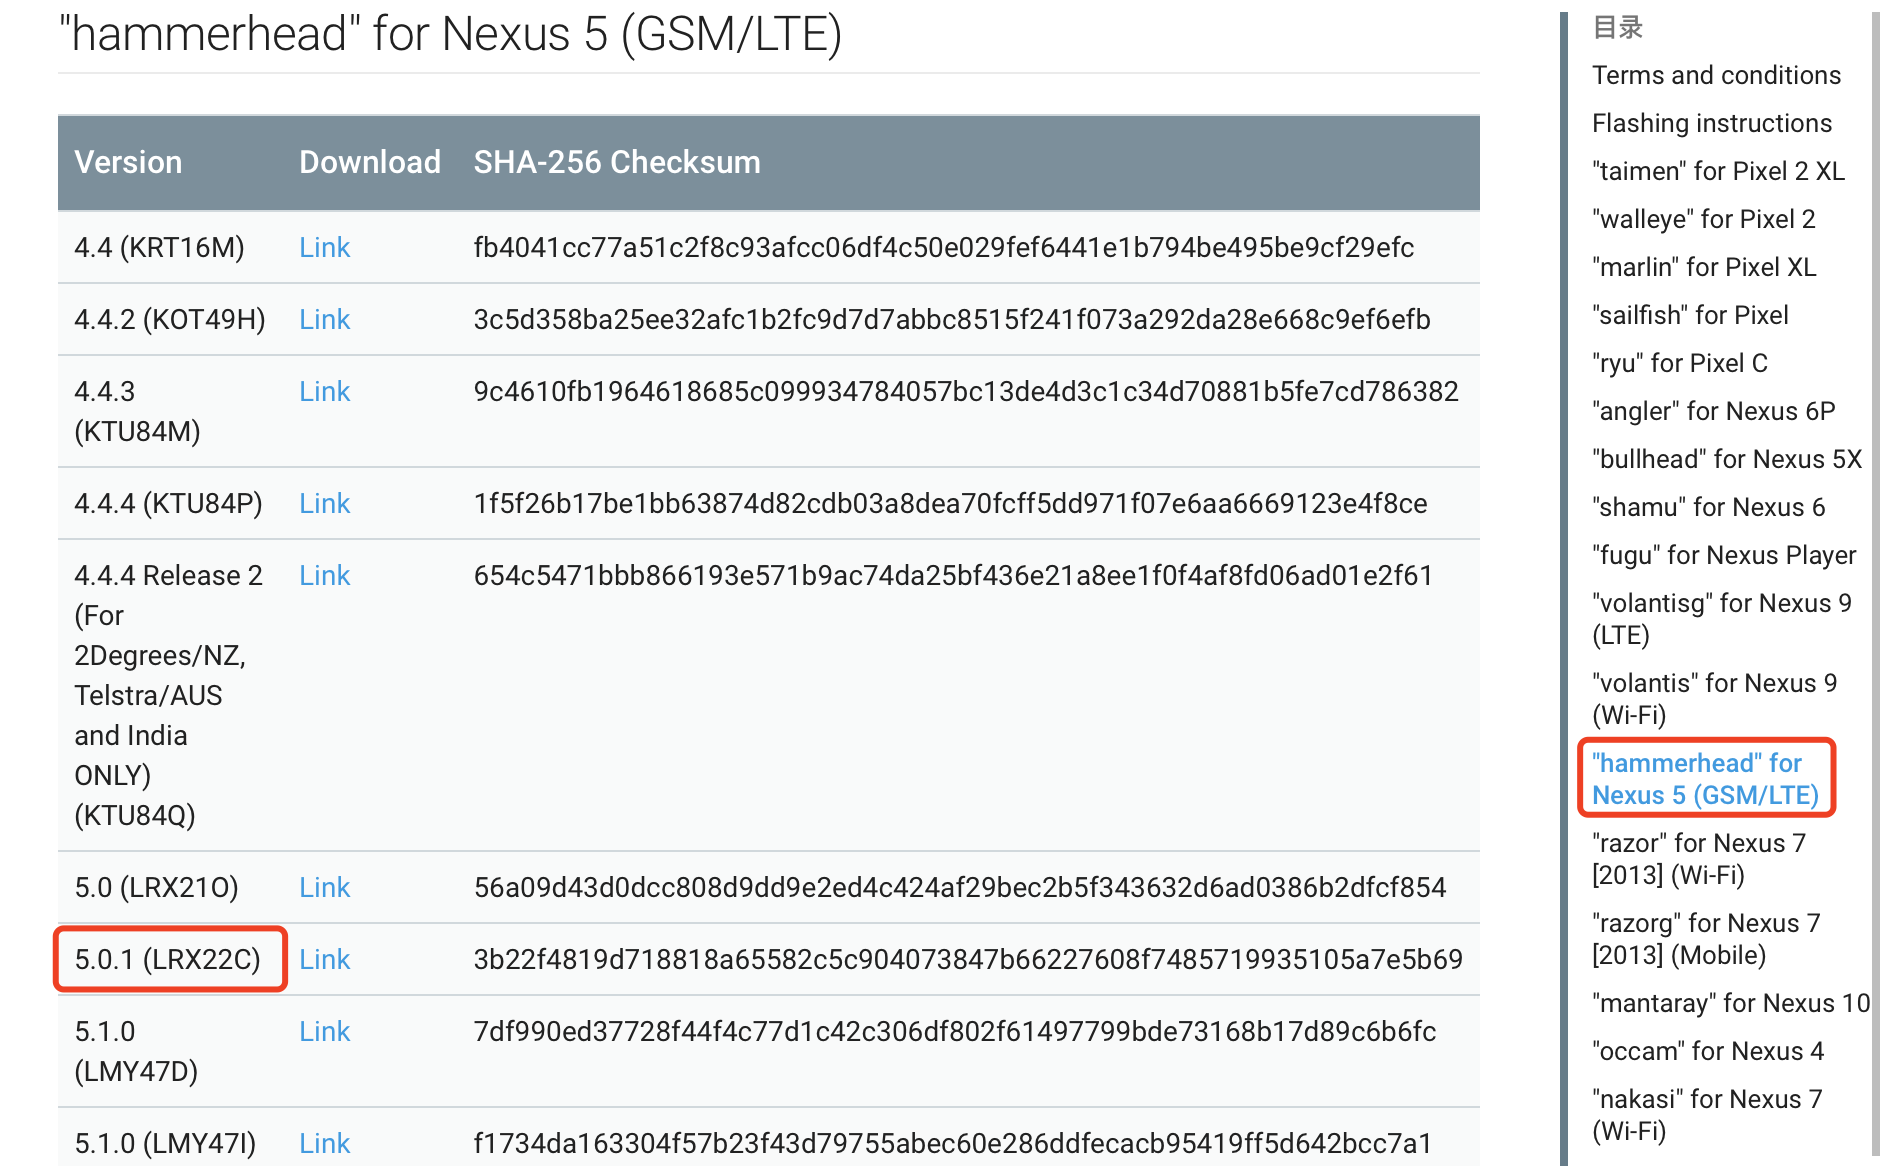 "hammerhead" for Nexus 5 (GSM/LTE)
Version Download SHA-256 Checksum
4.4 (KRT16M) Link fb4041cc77a51c2f8c93afcc06df4c50e029fef6441e1b794be495be9cf29efc
4.4.2 (KOT49H) Link 3c5d358ba25ee32afc1b2fc9d7d7abbc8515f241f073a292da28e668c9ef6efb
4.4.3 Link 9c4610fb1964618685c099934784057bc13de4d3c1c34d70881b5fe7cd786382
(KTU84M)
4.4.4 (KTU84P) Link 1f5f26b17be1bb63874d82cdb03a8dea70fcff5dd971f07e6aa6669123e4f8ce
4.4.4 Release 2 Link 654c5471bbb866193e571b9ac74da25bf436e21a8ee1f0f4af8fd06ad01e2f61
(For
2Degrees/NZ,
Telstra/AUS
and India
ONLY)
(KTU84Q)
5.0 (LRX21O) Link 56a09d43d0dcc808d9dd9e2ed4c424af29bec2b5f343632d6ad0386b2dfcf854
5.0.1 (LRX22C) Link 3b22f4819d718818a65582c5c904073847b66227608f7485719935105a7e5b69
5.1.0 Link 7df990ed37728f44f4c77d1c42c306df802f61497799bde73168b17d89c6b6fc
(LMY47D)
5.1.0 (LMY47I) Link f1734da163304f57b23f43d79755abec60e286ddfecacb95419ff5d642bcc7a1
目录
Terms and conditions
Flashing instructions
"taimen" for Pixel 2 XL
"walleye" for Pixel 2
"marlin" for Pixel XL
"sailfish" for Pixel
"ryu" for Pixel C
"angler" for Nexus 6P
"bullhead" for Nexus 5X
"shamu" for Nexus 6
"fugu" for Nexus Player
"volantisg" for Nexus 9
(LTE)
"volantis" for Nexus 9
(Wi-Fi)
"hammerhead" for
Nexus 5 (GSM/LTE)
"razor" for Nexus 7
[2013] (Wi-Fi)
"razorg" for Nexus 7
[2013] (Mobile)
"mantaray" for Nexus 10
"occam" for Nexus 4
"nakasi" for Nexus 7
(Wi-Fi)